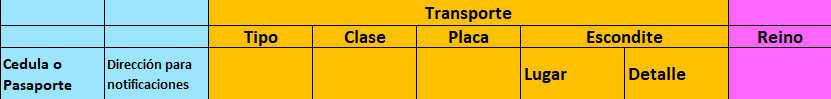 Transporte
Tipo Clase Placa Escondite Reino
Cedula o Pasaporte Dirección para notificaciones Lugar Detalle